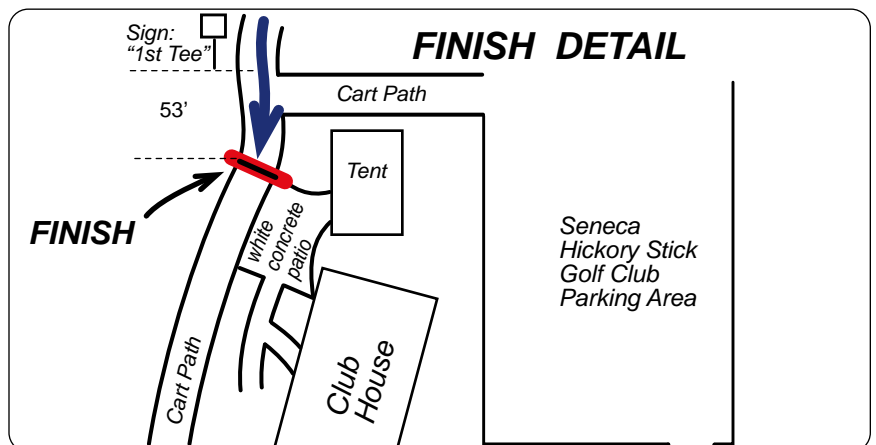 Sign:
“1st Tee”
FINISH DETAIL
Cart Path
53’
Tent
FINISH
white
concrete
patio
Seneca
Hickory Stick
Golf Club
Parking Area
Cart Path
Club
House